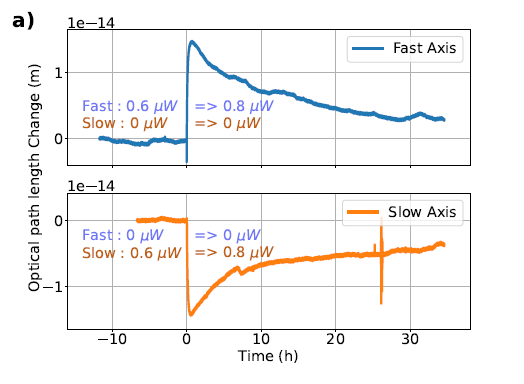 a)
1e−14
Fast Axis
1
Fast : 0.6 μW => 0.8 μW
Slow : 0 μW => 0 μW
0
Optical path length Change (m)
1e−14
Slow Axis
0
Fast : 0 μW => 0 μW
Slow : 0.6 μW => 0.8 μW
−1
−10 0 10 20 30
Time (h)